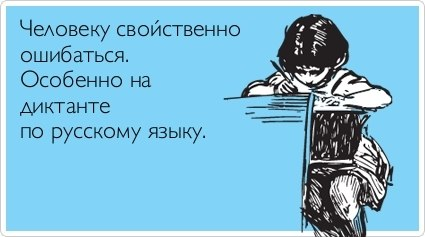 Человеку свойственно
ошибаться.
Особенно на
диктанте
по русскому языку.